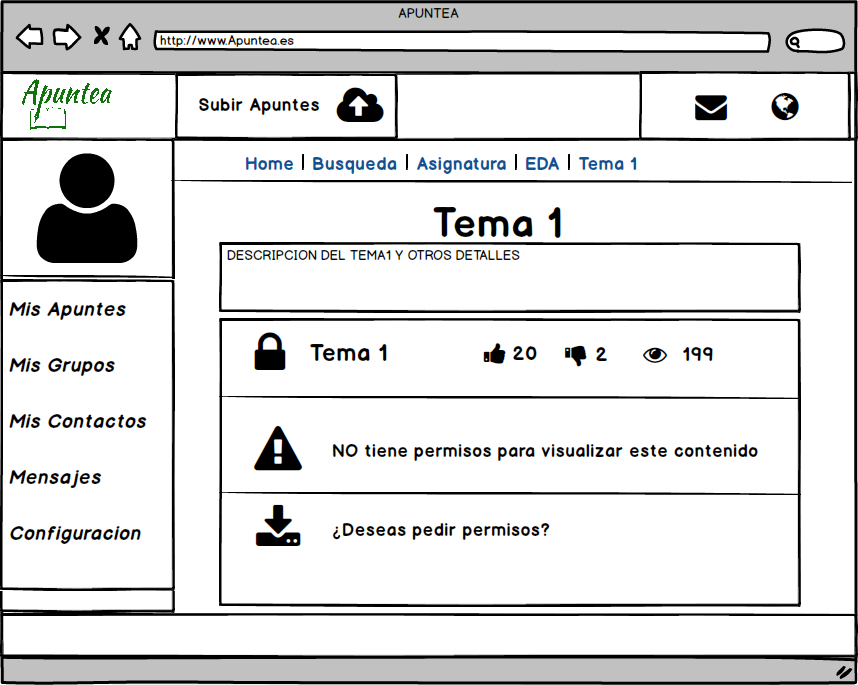 APUNTEA
http://www.Apuntea.es
Apuntea
Subir Apuntes
Home | Busqueda | Asignatura | EDA | Tema 1
Tema 1
DESCRIPCION DEL TEMA1 Y OTROS DETALLES
Mis Apuntes
Mis Grupos
Mis Contactos
Mensajes
Configuracion
Tema 1 20 2 199
NO tiene permisos para visualizar este contenido
¿Deseas pedir permisos?